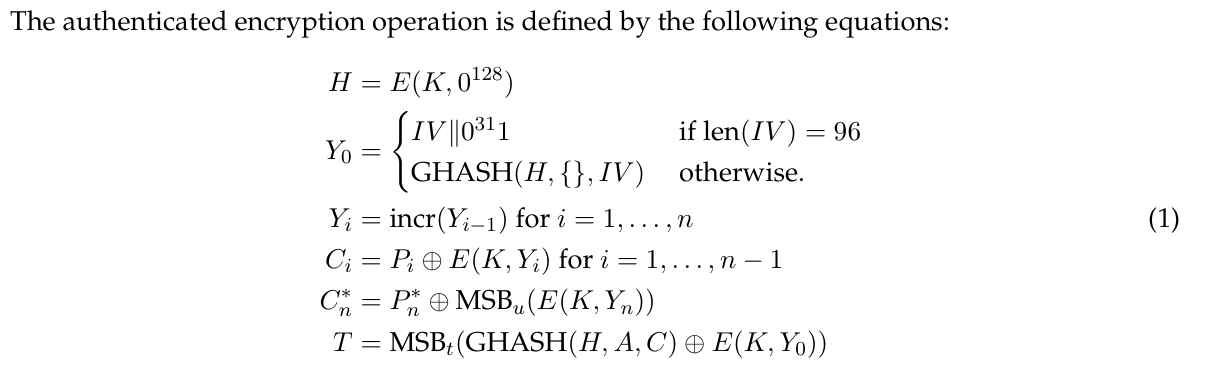 The authenticated encryption operation is defined by the following equations:
H = E(K, 0^{128})
Y_0 = { IV‖0^{31}1 if len(IV) = 96
GHASH(H, {}, IV) otherwise.
Y_i = incr(Y_{i−1}) for i = 1, . . . , n
(1)
C_i = P_i ⊕ E(K, Y_i) for i = 1, . . . , n − 1
C_n^* = P_n^* ⊕ MSB_u(E(K, Y_n))
T = MSB_t(GHASH(H, A, C) ⊕ E(K, Y_0))